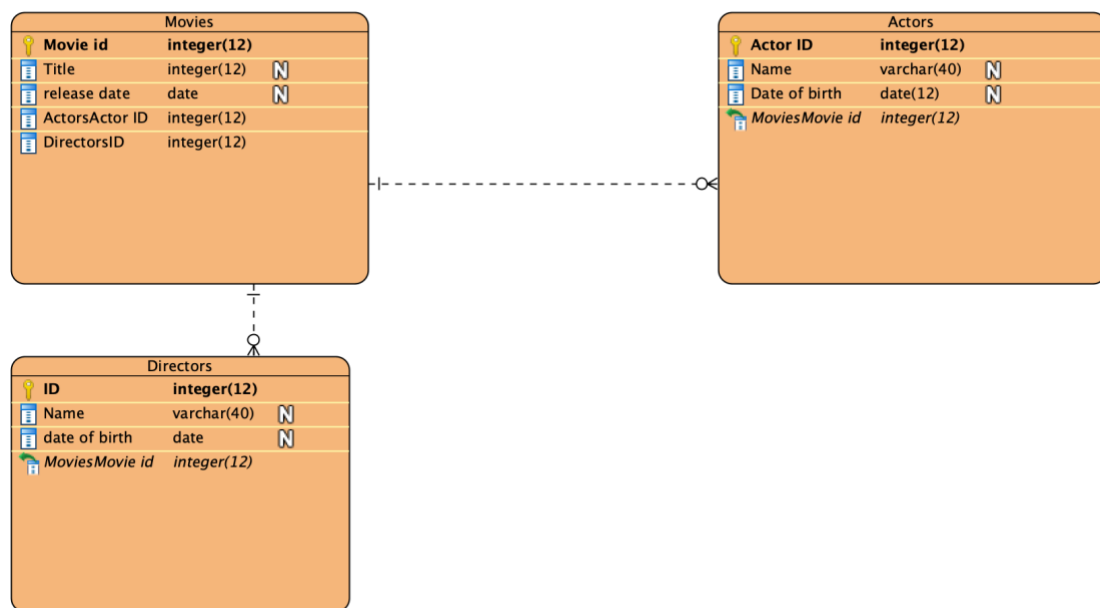 Movies
Movie id integer(12)
Title integer(12) N
release date date N
ActorsActor ID integer(12)
DirectorsID integer(12)
Actors
Actor ID integer(12)
Name varchar(40) N
Date of birth date(12) N
MoviesMovie id integer(12)
Directors
ID integer(12)
Name varchar(40) N
date of birth date N
MoviesMovie id integer(12)